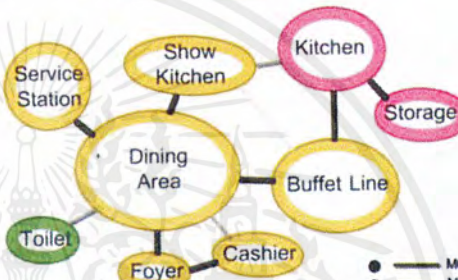 Show
Kitchen
Kitchen
Service
Station
Storage
Dining
Area
Buffet Line
Toilet
Cashier
Foyer